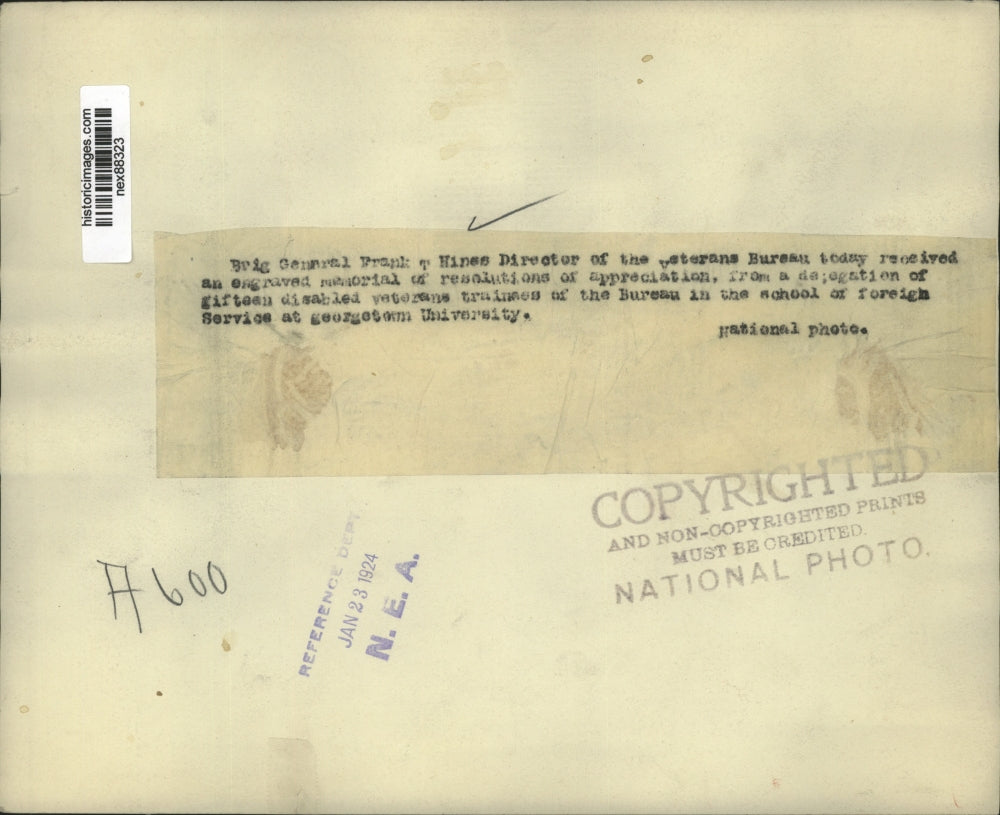 historicimages.com
nex88323
Brig General Frank T Hines Director of the veterans Bureau today received
an engraved memorial of resolutions of appreciation, from a delegation of
gifteen disabled veterans trainees of the Bureau in the school of foreign
Service at georgetown University.
National photo.
COPYRIGHTED
AND NON-COPYRIGHTED PRINTS
MUST BE CREDITED.
NATIONAL PHOTO.
A 600
REFERENCE DEPT.
JAN 23 1924
N. E. A.